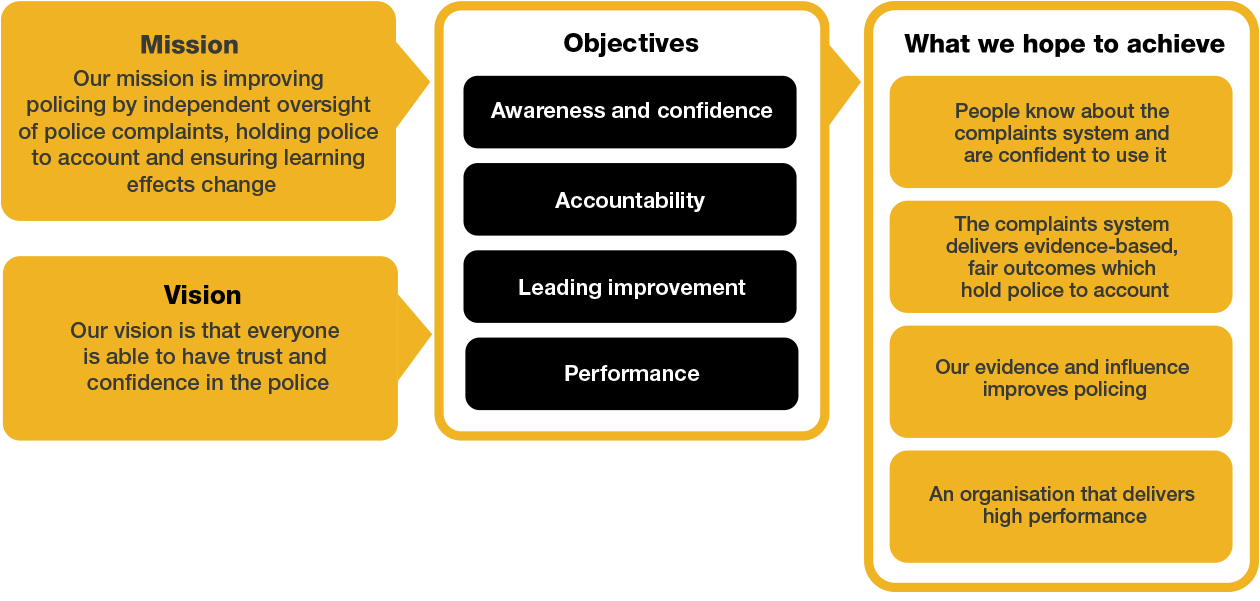 Mission
Our mission is improving
policing by independent oversight
of police complaints, holding police
to account and ensuring learning
effects change
Vision
Our vision is that everyone
is able to have trust and
confidence in the police
Objectives
Awareness and confidence
Accountability
Leading improvement
Performance
What we hope to achieve
People know about the
complaints system and
are confident to use it
The complaints system
delivers evidence-based,
fair outcomes which
hold police to account
Our evidence and influence
improves policing
An organisation that delivers
high performance